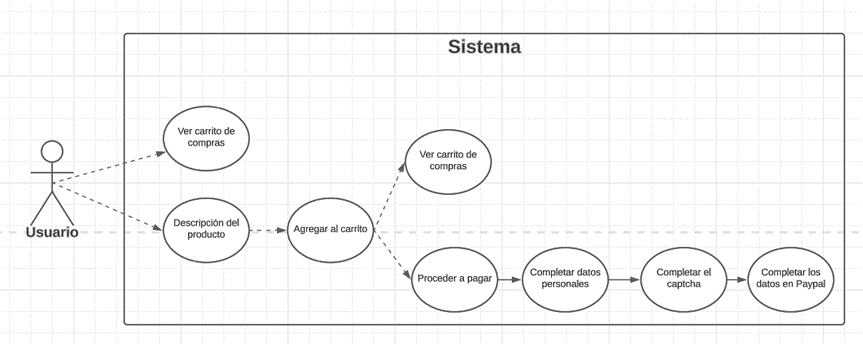 Sistema
Ver carrito de
compras
Ver carrito de
compras
Usuario
Descripción del
producto
Agregar al carrito
Proceder a pagar
Completar datos
personales
Completar el
captcha
Completar los
datos en Paypal